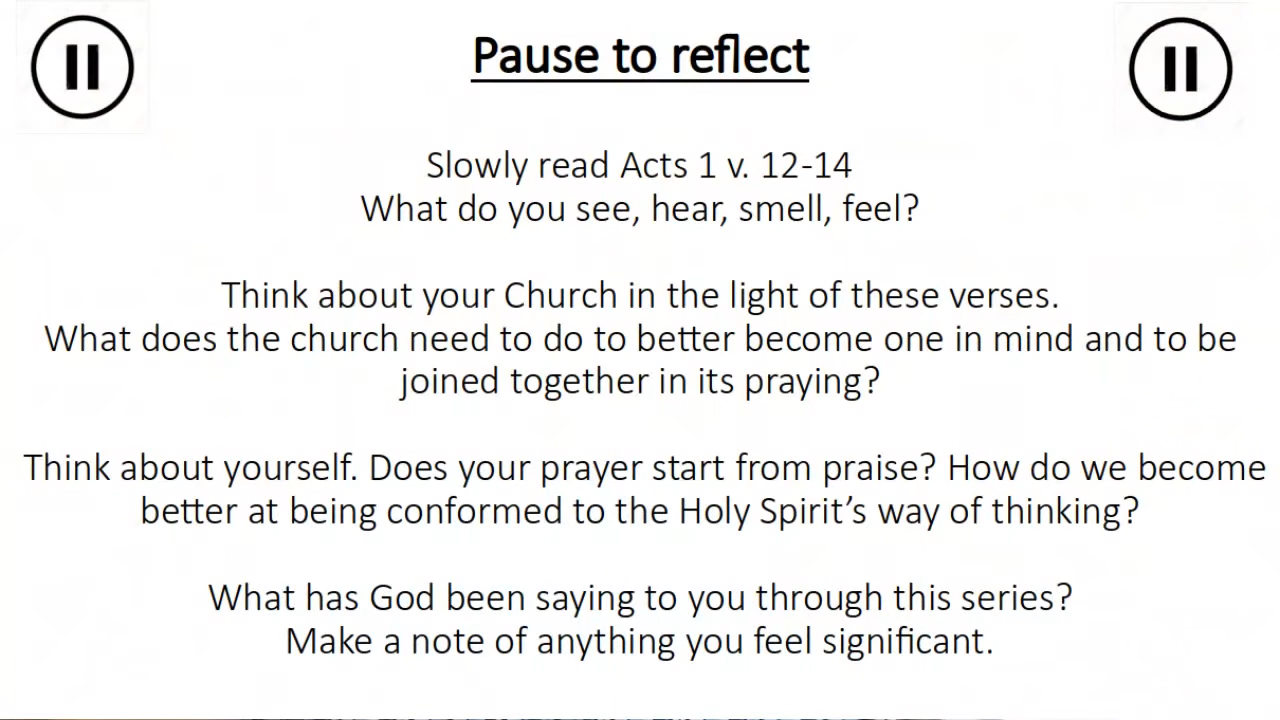 Pause to reflect
Slowly read Acts 1 v. 12-14
What do you see, hear, smell, feel?
Think about your Church in the light of these verses.
What does the church need to do to better become one in mind and to be
joined together in its praying?
Think about yourself. Does your prayer start from praise? How do we become
better at being conformed to the Holy Spirit’s way of thinking?
What has God been saying to you through this series?
Make a note of anything you feel significant.